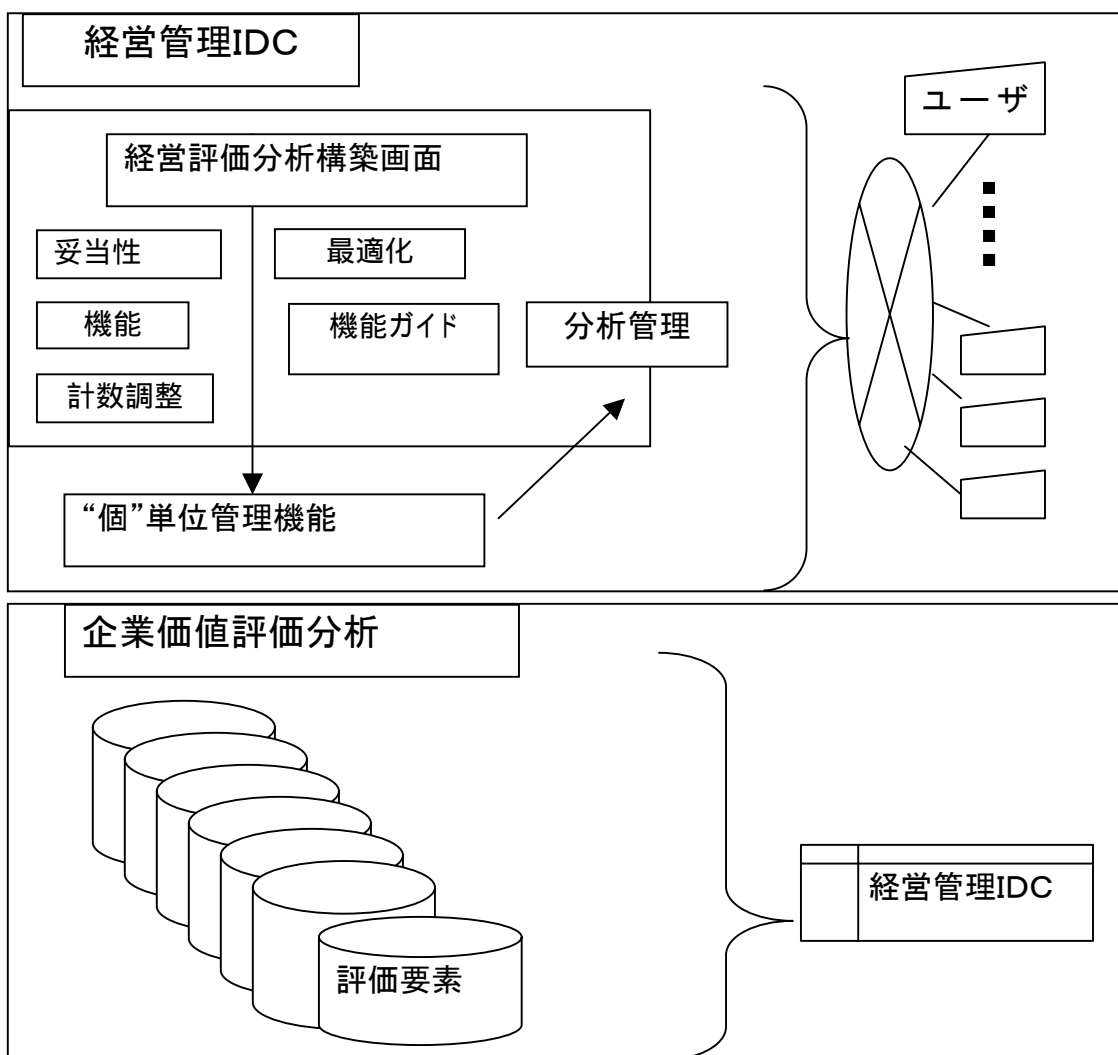 経営管理IDC
ユーザ
経営評価分析構築画面
妥当性
最適化
機能
機能ガイド
分析管理
計数調整
“個”単位管理機能
企業価値評価分析
経営管理IDC
評価要素